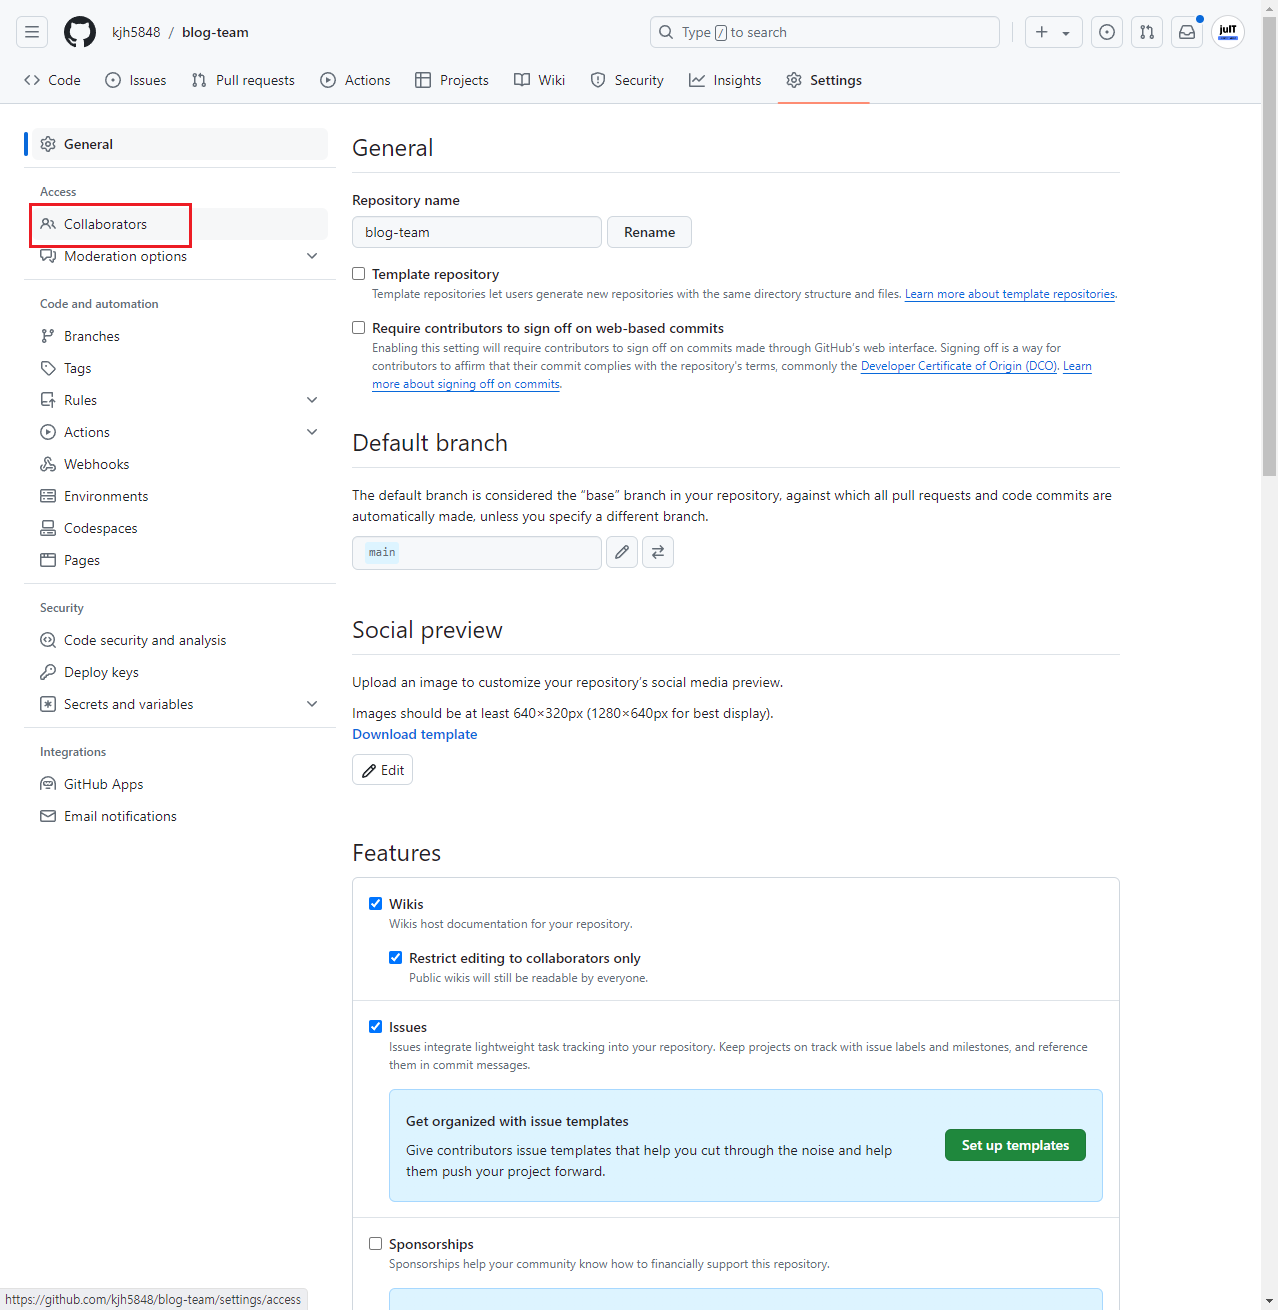 kjh5848 / blog-team
Type / to search
juIT
Code
Issues
Pull requests
Actions
Projects
Wiki
Security
Insights
Settings
General
Access
Collaborators
Moderation options
Code and automation
Branches
Tags
Rules
Actions
Webhooks
Environments
Codespaces
Pages
Security
Code security and analysis
Deploy keys
Secrets and variables
Integrations
GitHub Apps
Email notifications
General
Repository name
blog-team
Rename
Template repository
Template repositories let users generate new repositories with the same directory structure and files. Learn more about template repositories.
Require contributors to sign off on web-based commits
Enabling this setting will require contributors to sign off on commits made through GitHub's web interface. Signing off is a way for
contributors to affirm that their commit complies with the repository's terms, commonly the Developer Certificate of Origin (DCO). Learn
more about signing off on commits.
Default branch
The default branch is considered the “base” branch in your repository, against which all pull requests and code commits are
automatically made, unless you specify a different branch.
main
Social preview
Upload an image to customize your repository's social media preview.
Images should be at least 640×320px (1280×640px for best display).
Download template
Edit
Features
Wikis
Wikis host documentation for your repository.
Restrict editing to collaborators only
Public wikis will still be readable by everyone.
Issues
Issues integrate lightweight task tracking into your repository. Keep projects on track with issue labels and milestones, and reference
them in commit messages.
Get organized with issue templates
Give contributors issue templates that help you cut through the noise and help
them push your project forward.
Set up templates
Sponsorships
Sponsorships help your community know how to financially support this repository.
https://github.com/kjh5848/blog-team/settings/access